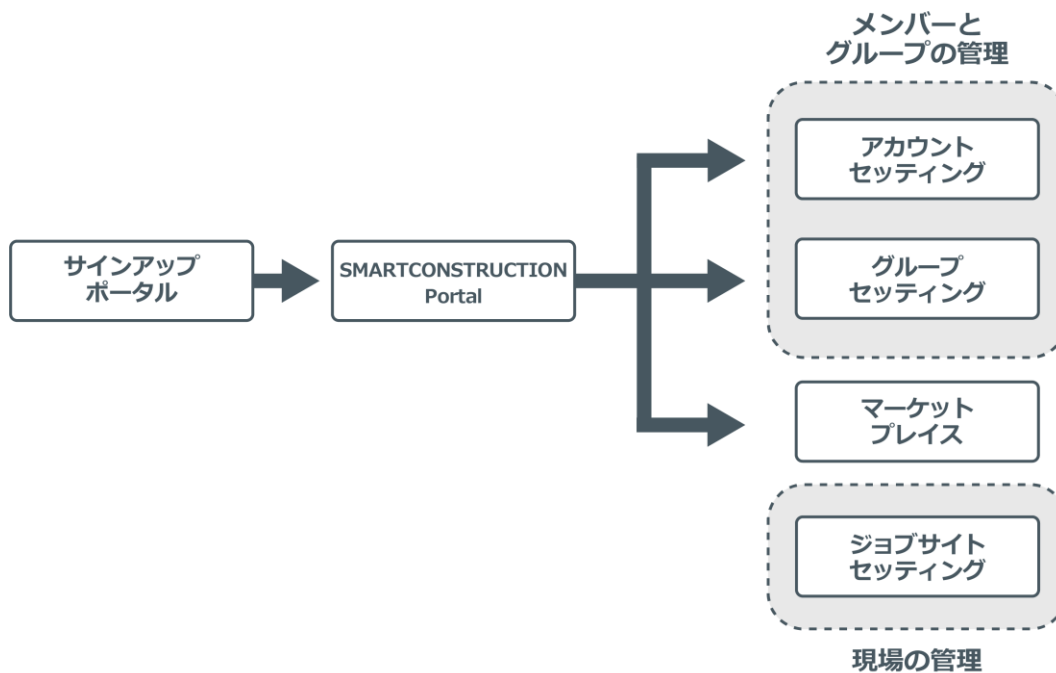 メンバーと
グループの管理
アカウント
セッティング
サインアップ
ポータル
SMARTCONSTRUCTION
Portal
グループ
セッティング
マーケット
プレイス
ジョブサイト
セッティング
現場の管理